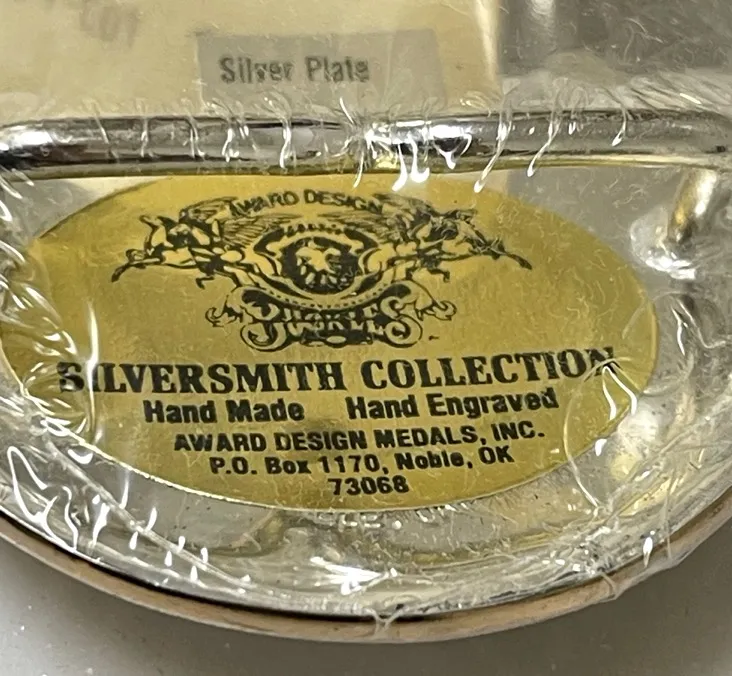 Silver Plate
AWARD DESIGN
BUCKLES
SILVERSMITH COLLECTION
Hand Made Hand Engraved
AWARD DESIGN MEDALS, INC.
P.O. Box 1170, Noble, OK
73068